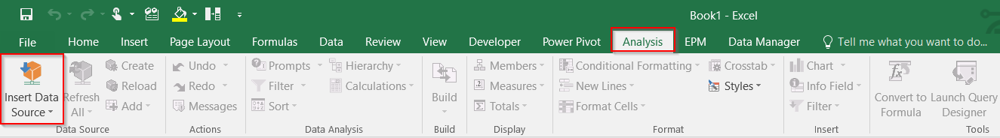 Book1 - Excel
File Home Insert Page Layout Formulas Data Review View Developer Power Pivot Analysis EPM Data Manager Tell me what you want to do...
Insert Data Source
Refresh All
Create
Reload
Add
Data Source
Undo
Redo
Messages
Actions
Prompts
Filter
Sort
Hierarchy
Calculations
Data Analysis
Build
Build
Members
Measures
Totals
Display
Conditional Formatting
New Lines
Format Cells
Crosstab
Styles
Format
Chart
Info Field
Filter
Insert
Convert to Formula
Launch Query Designer
Tools